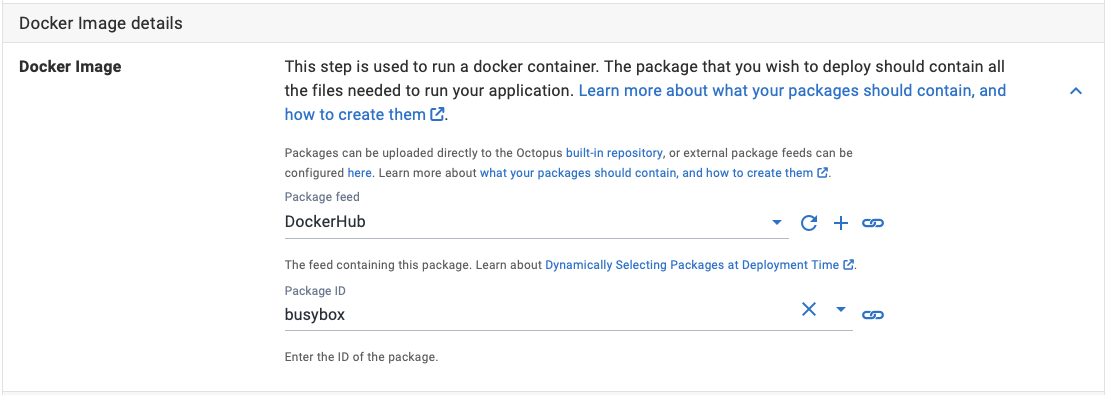 Docker Image details
Docker Image
This step is used to run a docker container. The package that you wish to deploy should contain all
the files needed to run your application. Learn more about what your packages should contain, and
how to create them.
Packages can be uploaded directly to the Octopus built-in repository, or external package feeds can be
configured here. Learn more about what your packages should contain, and how to create them.
Package feed
DockerHub
The feed containing this package. Learn about Dynamically Selecting Packages at Deployment Time.
Package ID
busybox
Enter the ID of the package.